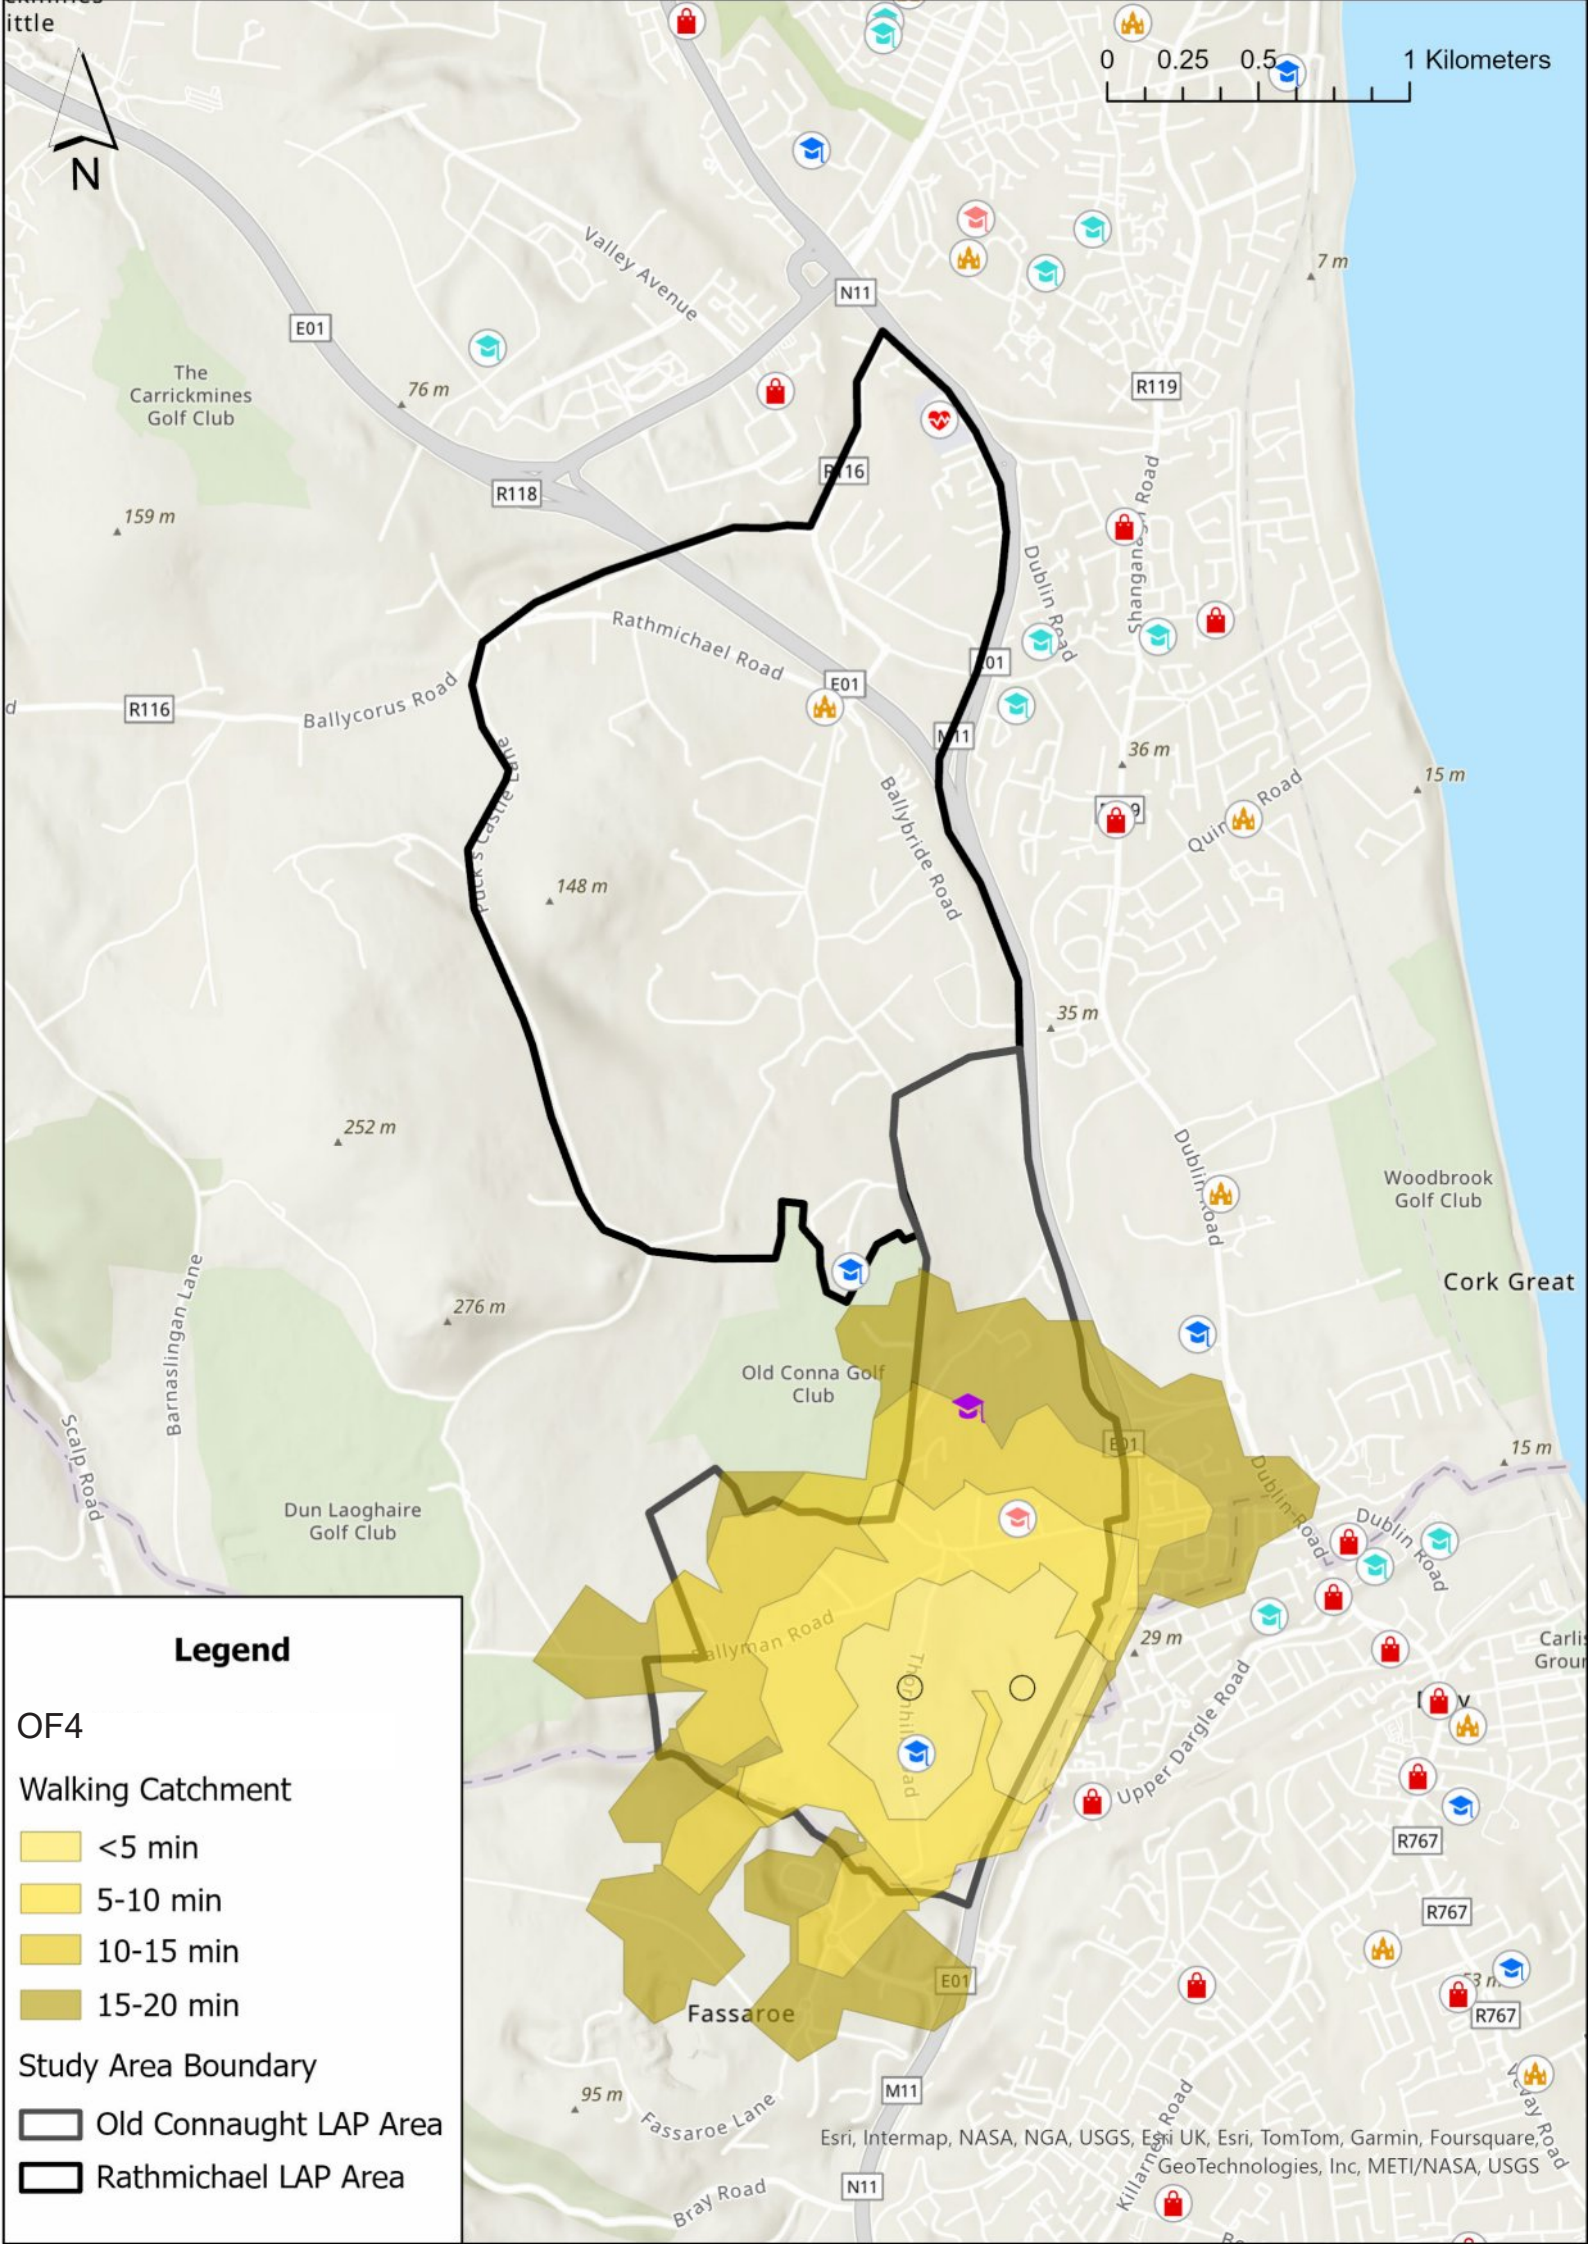 ittle
0 0.25 0.5 1 Kilometers
N
Valley Avenue
7 m
N11
E01
The
Carrickmines
Golf Club
76 m
R119
R118
159 m
Dublin Road
Rathmichael Road
E01
R116
Ballycorus Road
M11
36 m
15 m
Puck's Castle Lane
Ballybride Road
148 m
35 m
252 m
Dublin Road
Woodbrook
Golf Club
Cork Great
Barnaslingan Lane
276 m
Old Conna Golf
Club
E01
Scalp Road
15 m
Dun Laoghaire
Golf Club
Dublin Road
Dublin Road
Ballyman Road
29 m
Upper Dargle Road
R767
R767
E01
R767
Fassaroe
95 m
M11
Fassaroe Lane
Killarney Road
N11
Bray Road
Legend
OF4
Walking Catchment
<5 min
5-10 min
10-15 min
15-20 min
Study Area Boundary
Old Connaught LAP Area
Rathmichael LAP Area
Esri, Intermap, NASA, NGA, USGS, Esri UK, Esri, TomTom, Garmin, Foursquare,
GeoTechnologies, Inc, METI/NASA, USGS